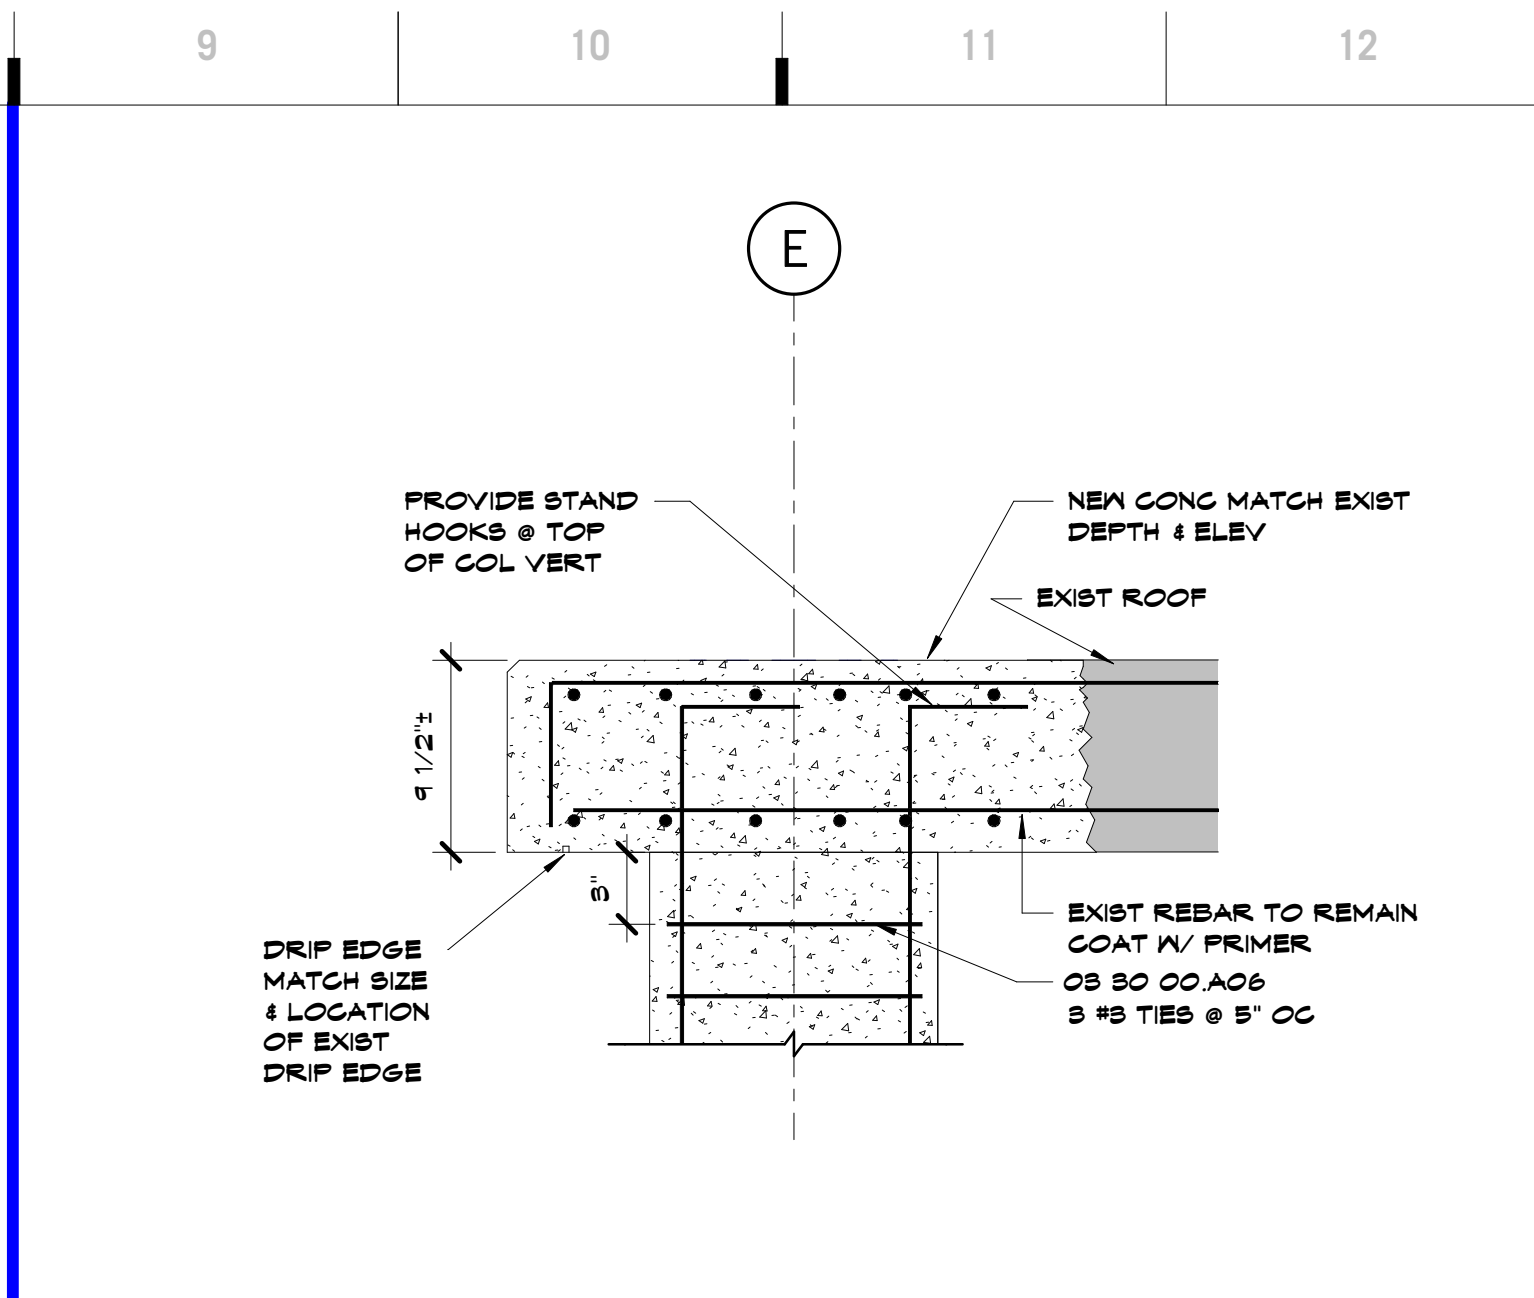 9 10 11 12
E
PROVIDE STAND
HOOKS @ TOP
OF COL VERT
NEW CONC MATCH EXIST
DEPTH & ELEV
EXIST ROOF
9 1/2"±
3"
EXIST REBAR TO REMAIN
COAT W/ PRIMER
03 30 00.A06
3 #3 TIES @ 5" OC
DRIP EDGE
MATCH SIZE
& LOCATION
OF EXIST
DRIP EDGE